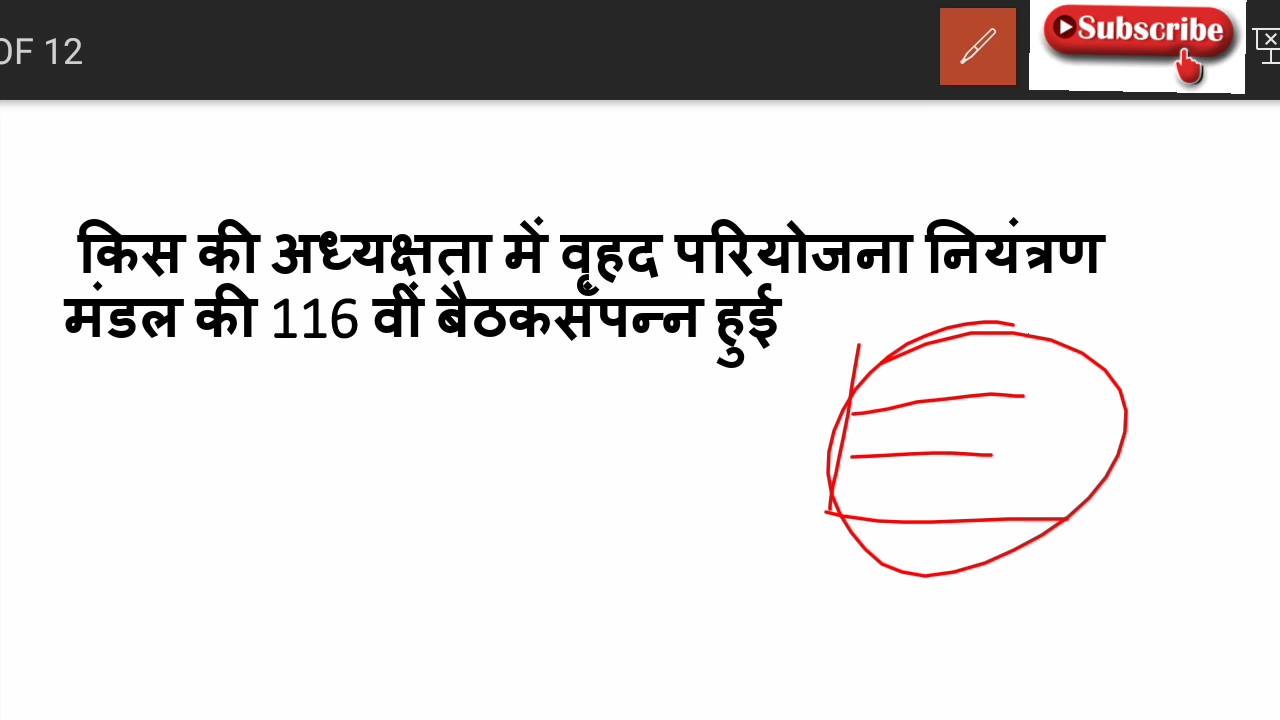 OF 12
Subscribe
किस की अध्यक्षता में वृहद परियोजना नियंत्रण
मंडल की 116 वीं बैठकसंपन्न हुई